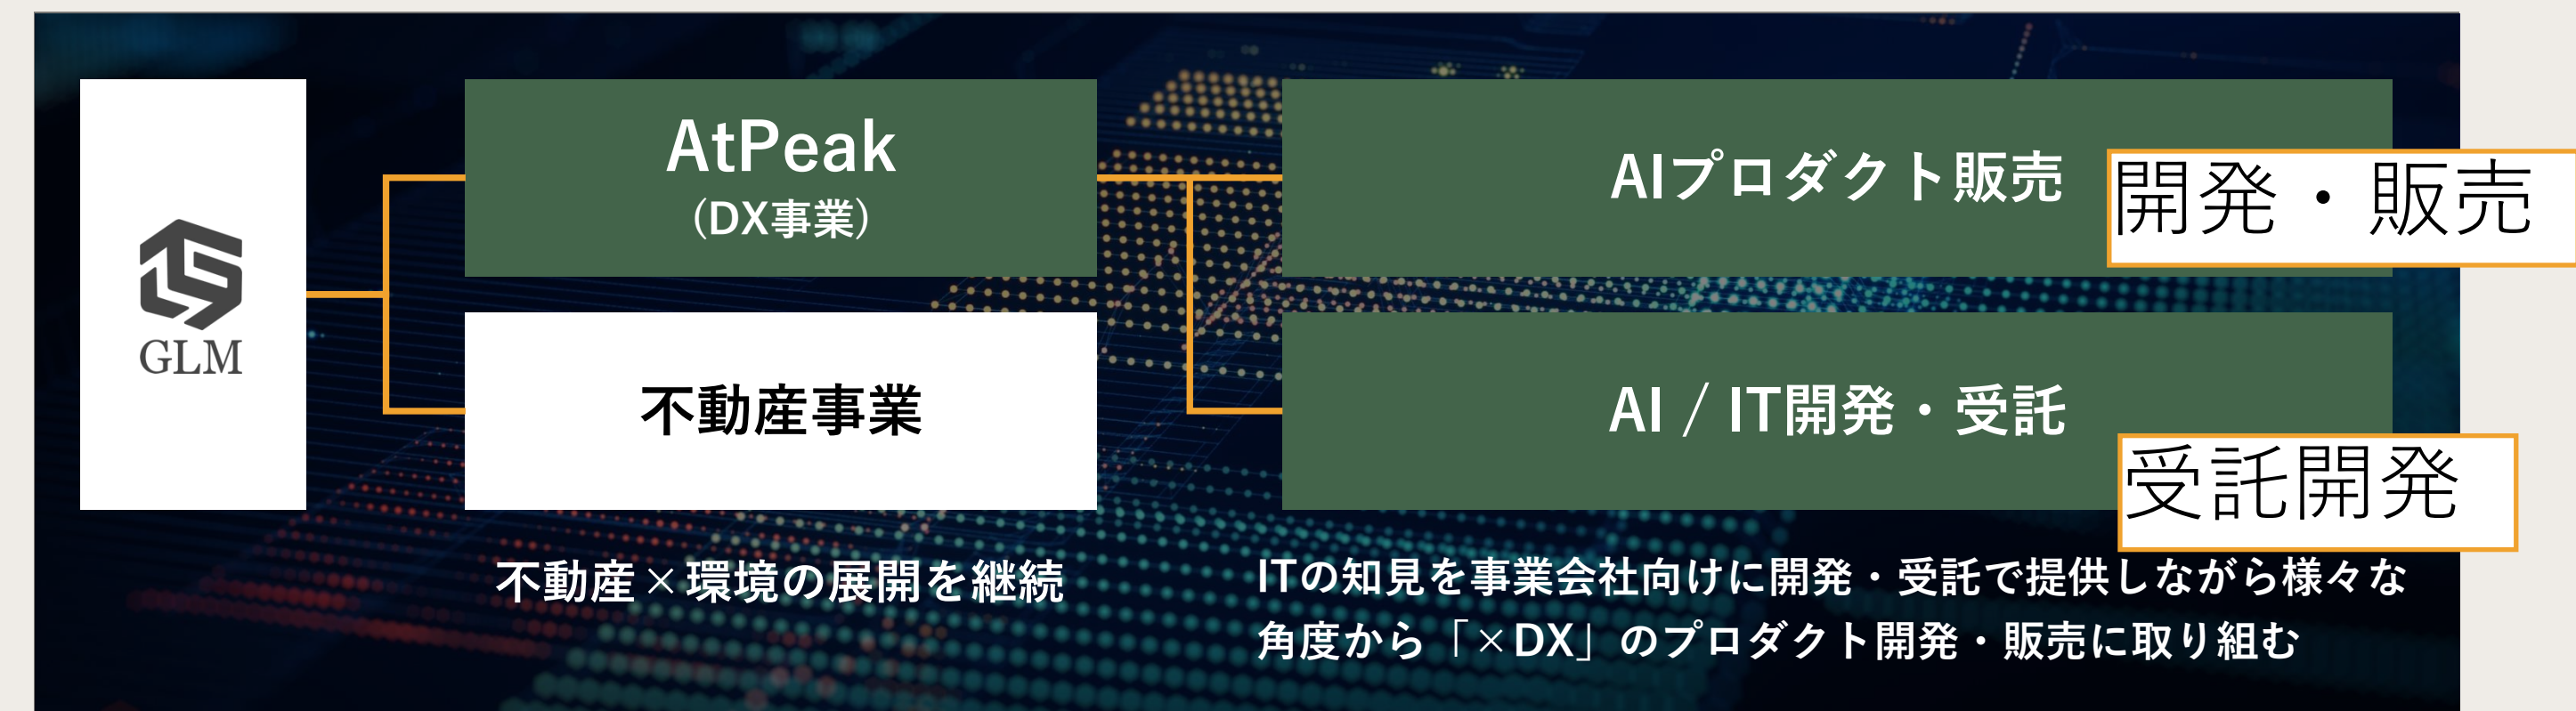 GLM
AtPeak
(DX事業)
不動産事業
不動産×環境の展開を継続
AIプロダクト販売
開発・販売
AI / IT開発・受託
受託開発
ITの知見を事業会社向けに開発・受託で提供しながら様々な
角度から「×DX」のプロダクト開発・販売に取り組む